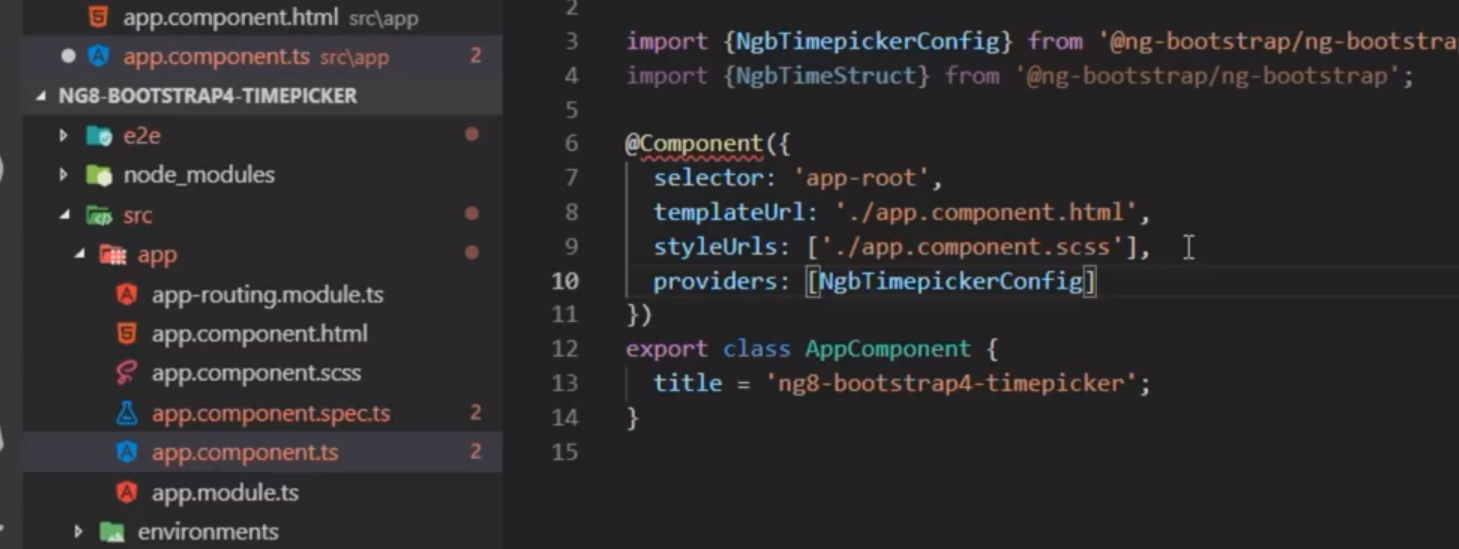 app.component.html src\app
app.component.ts src\app 2
NG8-BOOTSTRAP4-TIMEPICKER
e2e
node_modules
src
app
app-routing.module.ts
app.component.html
app.component.scss
app.component.spec.ts 2
app.component.ts 2
app.module.ts
environments
2
3 import {NgbTimepickerConfig} from '@ng-bootstrap/ng-bootstra
4 import {NgbTimeStruct} from '@ng-bootstrap/ng-bootstrap';
5
6 @Component({
7 selector: 'app-root',
8 templateUrl: './app.component.html',
9 styleUrls: ['./app.component.scss'],
10 providers: [NgbTimepickerConfig]
11 })
12 export class AppComponent {
13 title = 'ng8-bootstrap4-timepicker';
14 }
15